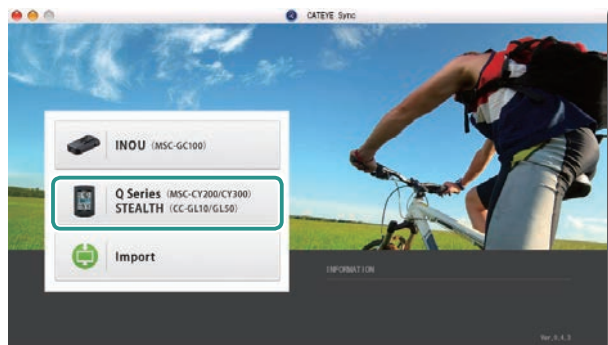 CATEYE Sync
INOU (MSC-GC100)
Q Series (MSC-CY200/CY300)
STEALTH (CC-GL10/GL50)
Import
INFORMATION